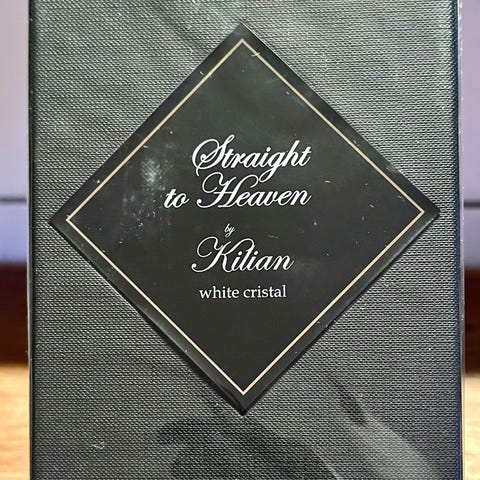 Straight
to Heaven
by
Kilian
white cristal